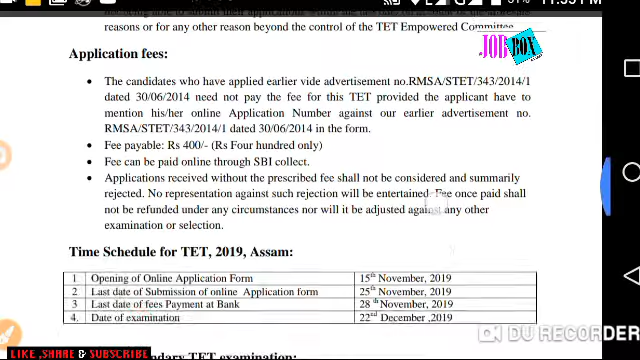 reasons or for any other reason beyond the control of the TET Empowered Committee
JOB BOX
Application fees:
The candidates who have applied earlier vide advertisement no.RMSA/STET/343/2014/1
dated 30/06/2014 need not pay the fee for this TET provided the applicant have to
mention his/her online Application Number against our earlier advertisement no.
RMSA/STET/343/2014/1 dated 30/06/2014 in the form.
Fee payable: Rs 400/- (Rs Four hundred only)
Fee can be paid online through SBI collect.
Applications received without the prescribed fee shall not be considered and summarily
rejected. No representation against such rejection will be entertained. Fee once paid shall
not be refunded under any circumstances nor will it be adjusted against any other
examination or selection.
Time Schedule for TET, 2019, Assam:
1 Opening of Online Application Form 15th November, 2019
2 Last date of Submission of online Application form 25th November, 2019
3 Last date of fees Payment at Bank 28th November, 2019
4. Date of examination 22nd December ,2019
DU RECORDER
LIKE ,SHARE & SUBSCRIBE
ndary TET examination: